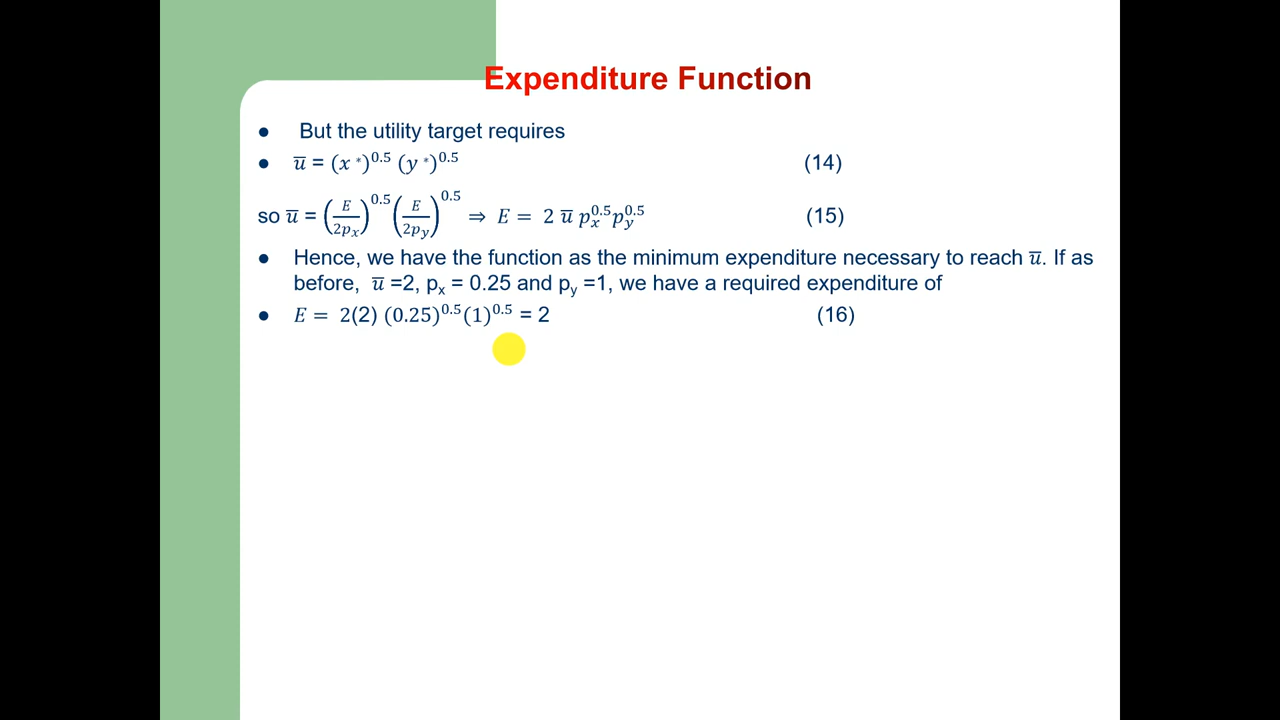 Expenditure Function
● But the utility target requires
● u̅ = (x *)^0.5 (y *)^0.5 (14)
so u̅ = (E/2p_x)^0.5 (E/2p_y)^0.5 ⇒ E = 2 u̅ p_x^0.5 p_y^0.5 (15)
● Hence, we have the function as the minimum expenditure necessary to reach u̅. If as
before, u̅ =2, p_x = 0.25 and p_y =1, we have a required expenditure of
● E = 2(2) (0.25)^0.5 (1)^0.5 = 2 (16)